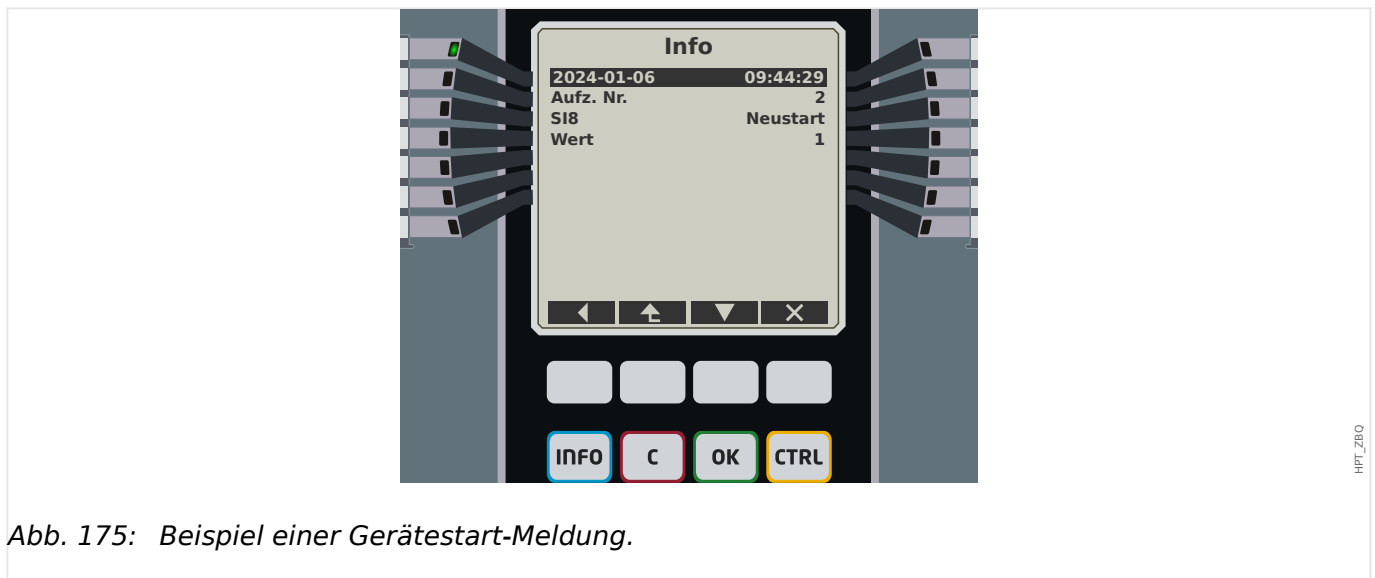 Info
2024-01-06 09:44:29
Aufz. Nr. 2
SI8 Neustart
Wert 1
INFO C OK CTRL
HPT_ZBQ
Abb. 175: Beispiel einer Gerätestart-Meldung.